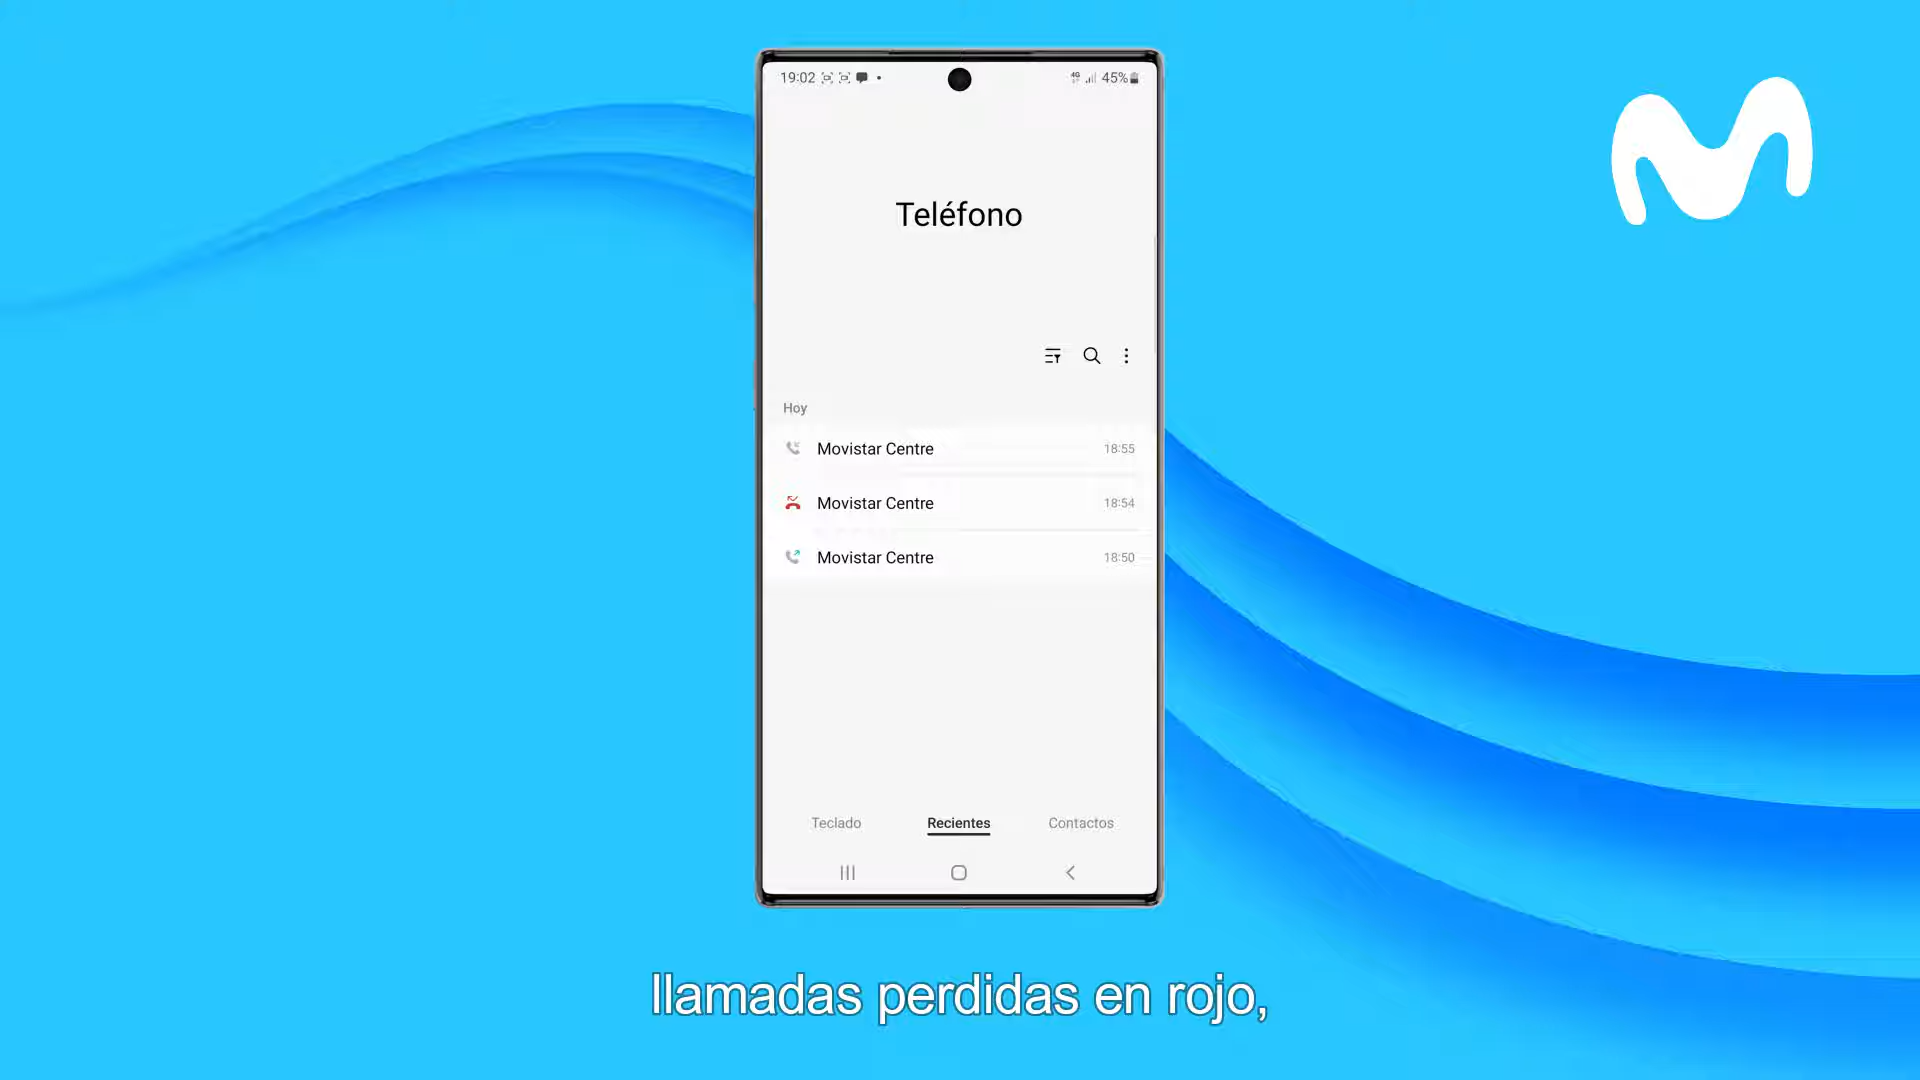 19:02
4G 45%
Teléfono
Hoy
Movistar Centre 18:55
Movistar Centre 18:54
Movistar Centre 18:50
Teclado Recientes Contactos
llamadas perdidas en rojo,